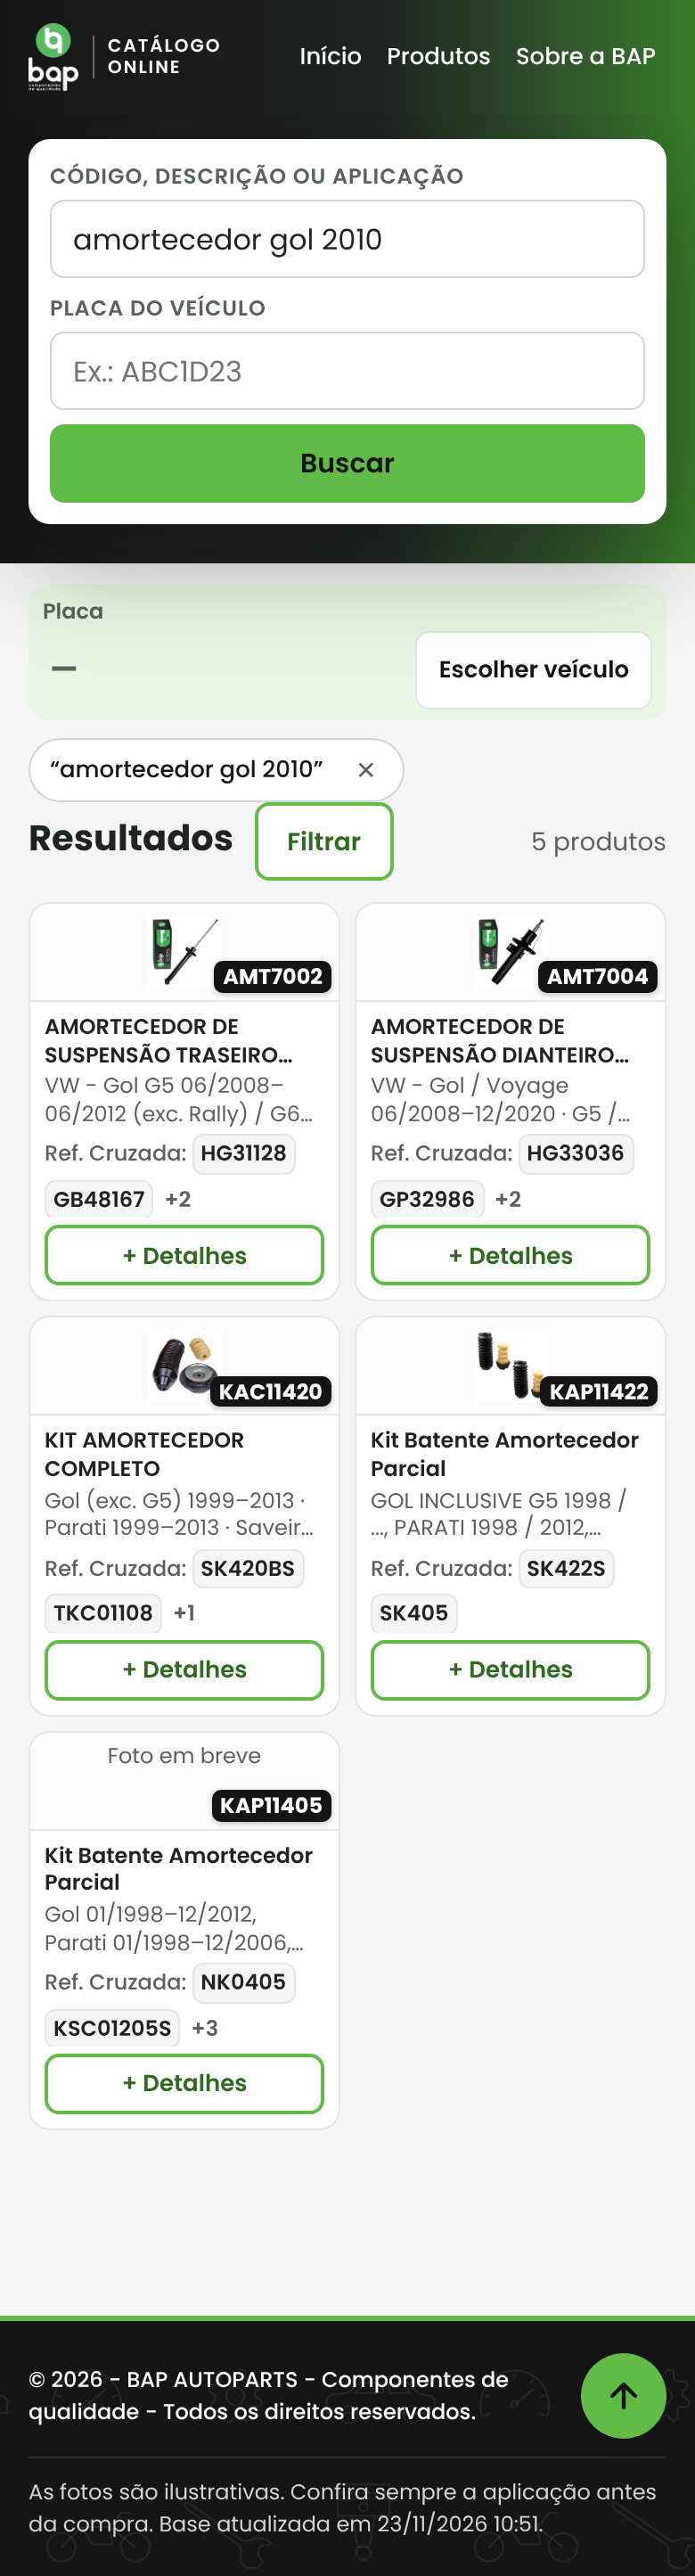 bap
CATÁLOGO
ONLINE
Início Produtos Sobre a BAP
CÓDIGO, DESCRIÇÃO OU APLICAÇÃO
amortecedor gol 2010
PLACA DO VEÍCULO
Ex.: ABC1D23
Buscar
Placa
—
Escolher veículo
“amortecedor gol 2010” ✕
Resultados
Filtrar
5 produtos
AMT7002
AMORTECEDOR DE
SUSPENSÃO TRASEIRO...
VW - Gol G5 06/2008–
06/2012 (exc. Rally) / G6...
Ref. Cruzada: HG31128
GB48167 +2
+ Detalhes
AMT7004
AMORTECEDOR DE
SUSPENSÃO DIANTEIRO...
VW - Gol / Voyage
06/2008–12/2020 · G5 /...
Ref. Cruzada: HG33036
GP32986 +2
+ Detalhes
KAC11420
KIT AMORTECEDOR
COMPLETO
Gol (exc. G5) 1999–2013 ·
Parati 1999–2013 · Saveir...
Ref. Cruzada: SK420BS
TKC01108 +1
+ Detalhes
KAP11422
Kit Batente Amortecedor
Parcial
GOL INCLUSIVE G5 1998 /
..., PARATI 1998 / 2012,...
Ref. Cruzada: SK422S
SK405
+ Detalhes
Foto em breve
KAP11405
Kit Batente Amortecedor
Parcial
Gol 01/1998–12/2012,
Parati 01/1998–12/2006,...
Ref. Cruzada: NK0405
KSC01205S +3
+ Detalhes
© 2026 - BAP AUTOPARTS - Componentes de
qualidade - Todos os direitos reservados.
As fotos são ilustrativas. Confira sempre a aplicação antes
da compra. Base atualizada em 23/11/2026 10:51.